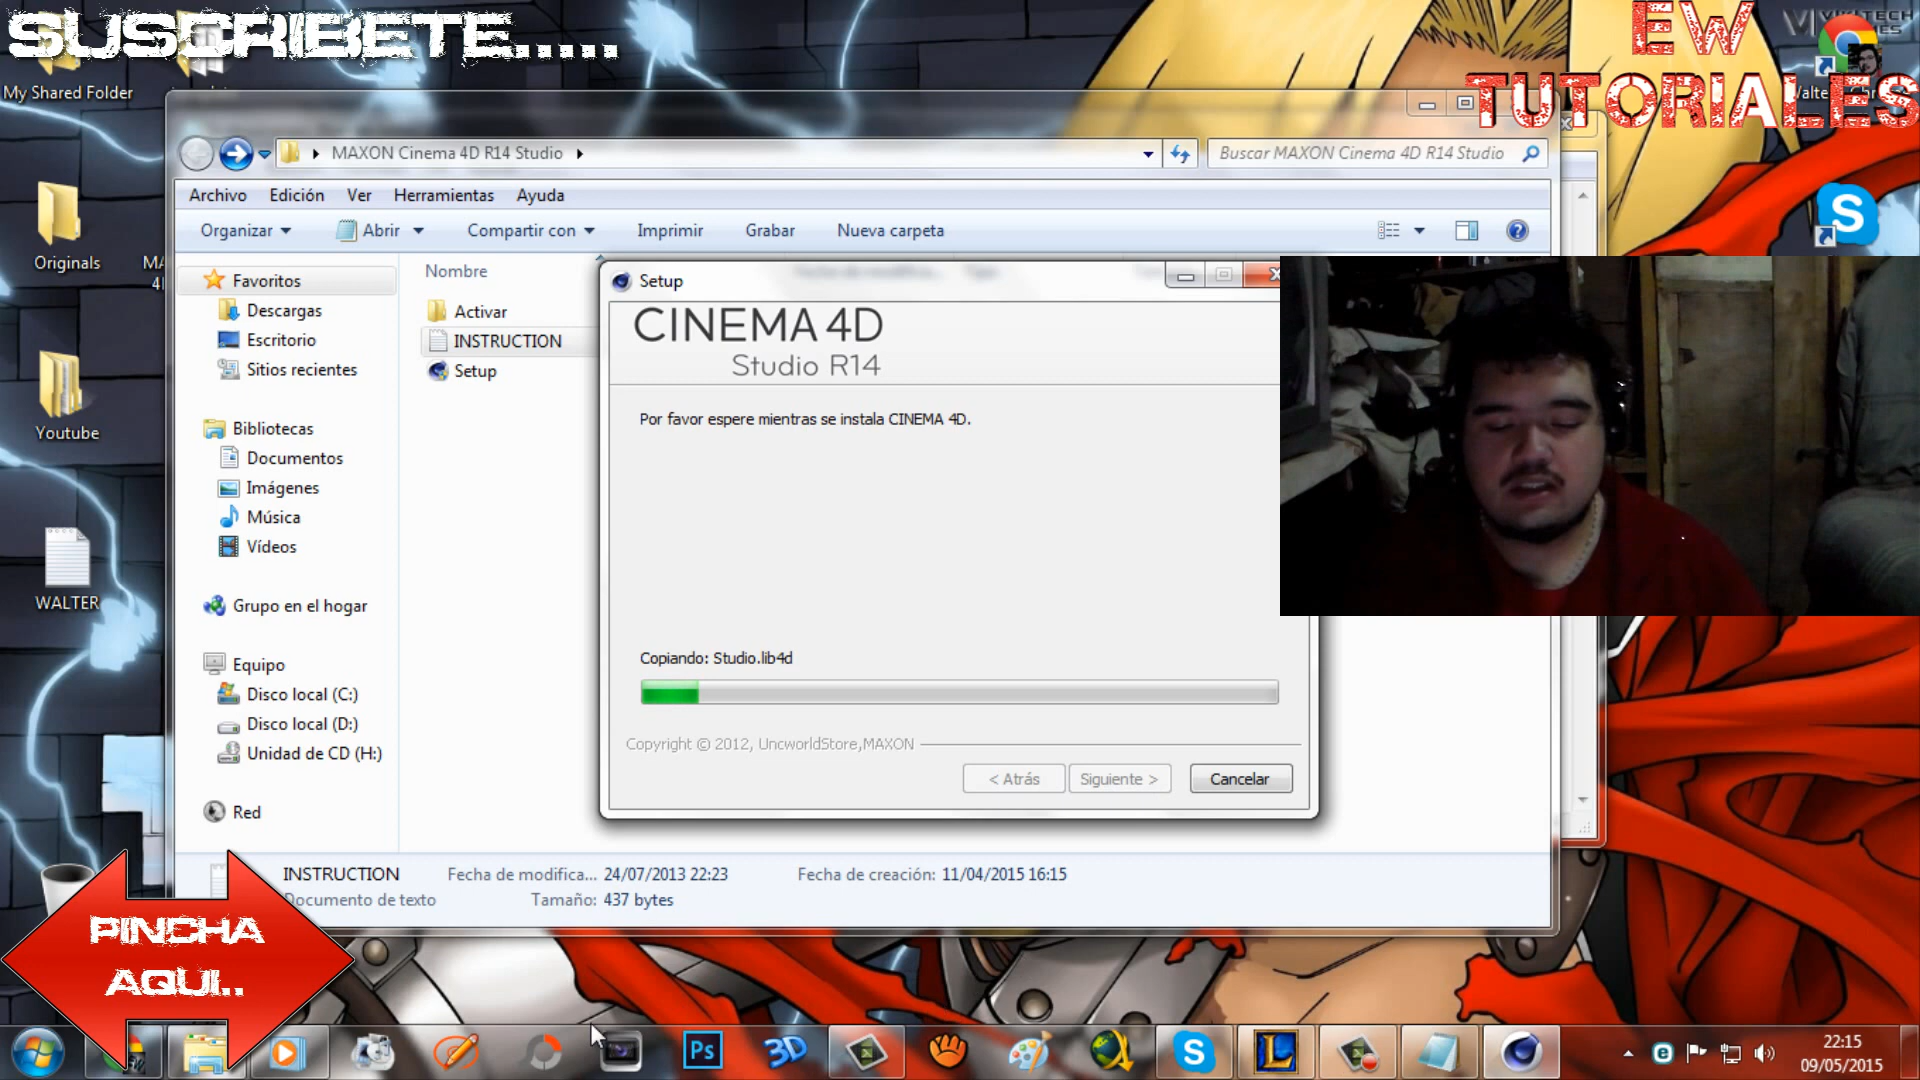 SUSCRIBETE.....
EW
TUTORIALES
My Shared Folder
Originals
Youtube
WALTER
MAXON Cinema 4D R14 Studio
Buscar MAXON Cinema 4D R14 Studio
Archivo Edición Ver Herramientas Ayuda
Organizar Abrir Compartir con Imprimir Grabar Nueva carpeta
Favoritos
Descargas
Escritorio
Sitios recientes
Bibliotecas
Documentos
Imágenes
Música
Vídeos
Grupo en el hogar
Equipo
Disco local (C:)
Disco local (D:)
Unidad de CD (H:)
Red
Nombre
Activar
INSTRUCTION
Setup
Setup
CINEMA 4D
Studio R14
Por favor espere mientras se instala CINEMA 4D.
Copiando: Studio.lib4d
Copyright © 2012, UncworldStore,MAXON
< Atrás Siguiente > Cancelar
INSTRUCTION Fecha de modifica... 24/07/2013 22:23 Fecha de creación: 11/04/2015 16:15
Documento de texto Tamaño: 437 bytes
PINCHA
AQUI..
Ps
3D
S
L
22:15
09/05/2015